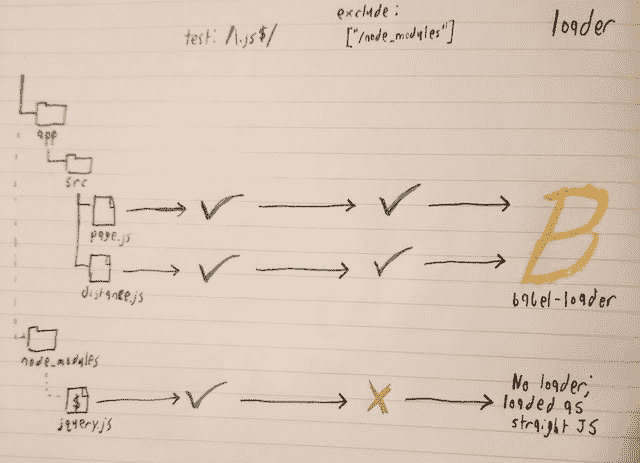 test: /\.js$/
exclude:
["/node_modules"]
loader
app
src
page.js
distance.js
B
babel-loader
node_modules
$
jquery.js
No loader;
loaded as
straight JS